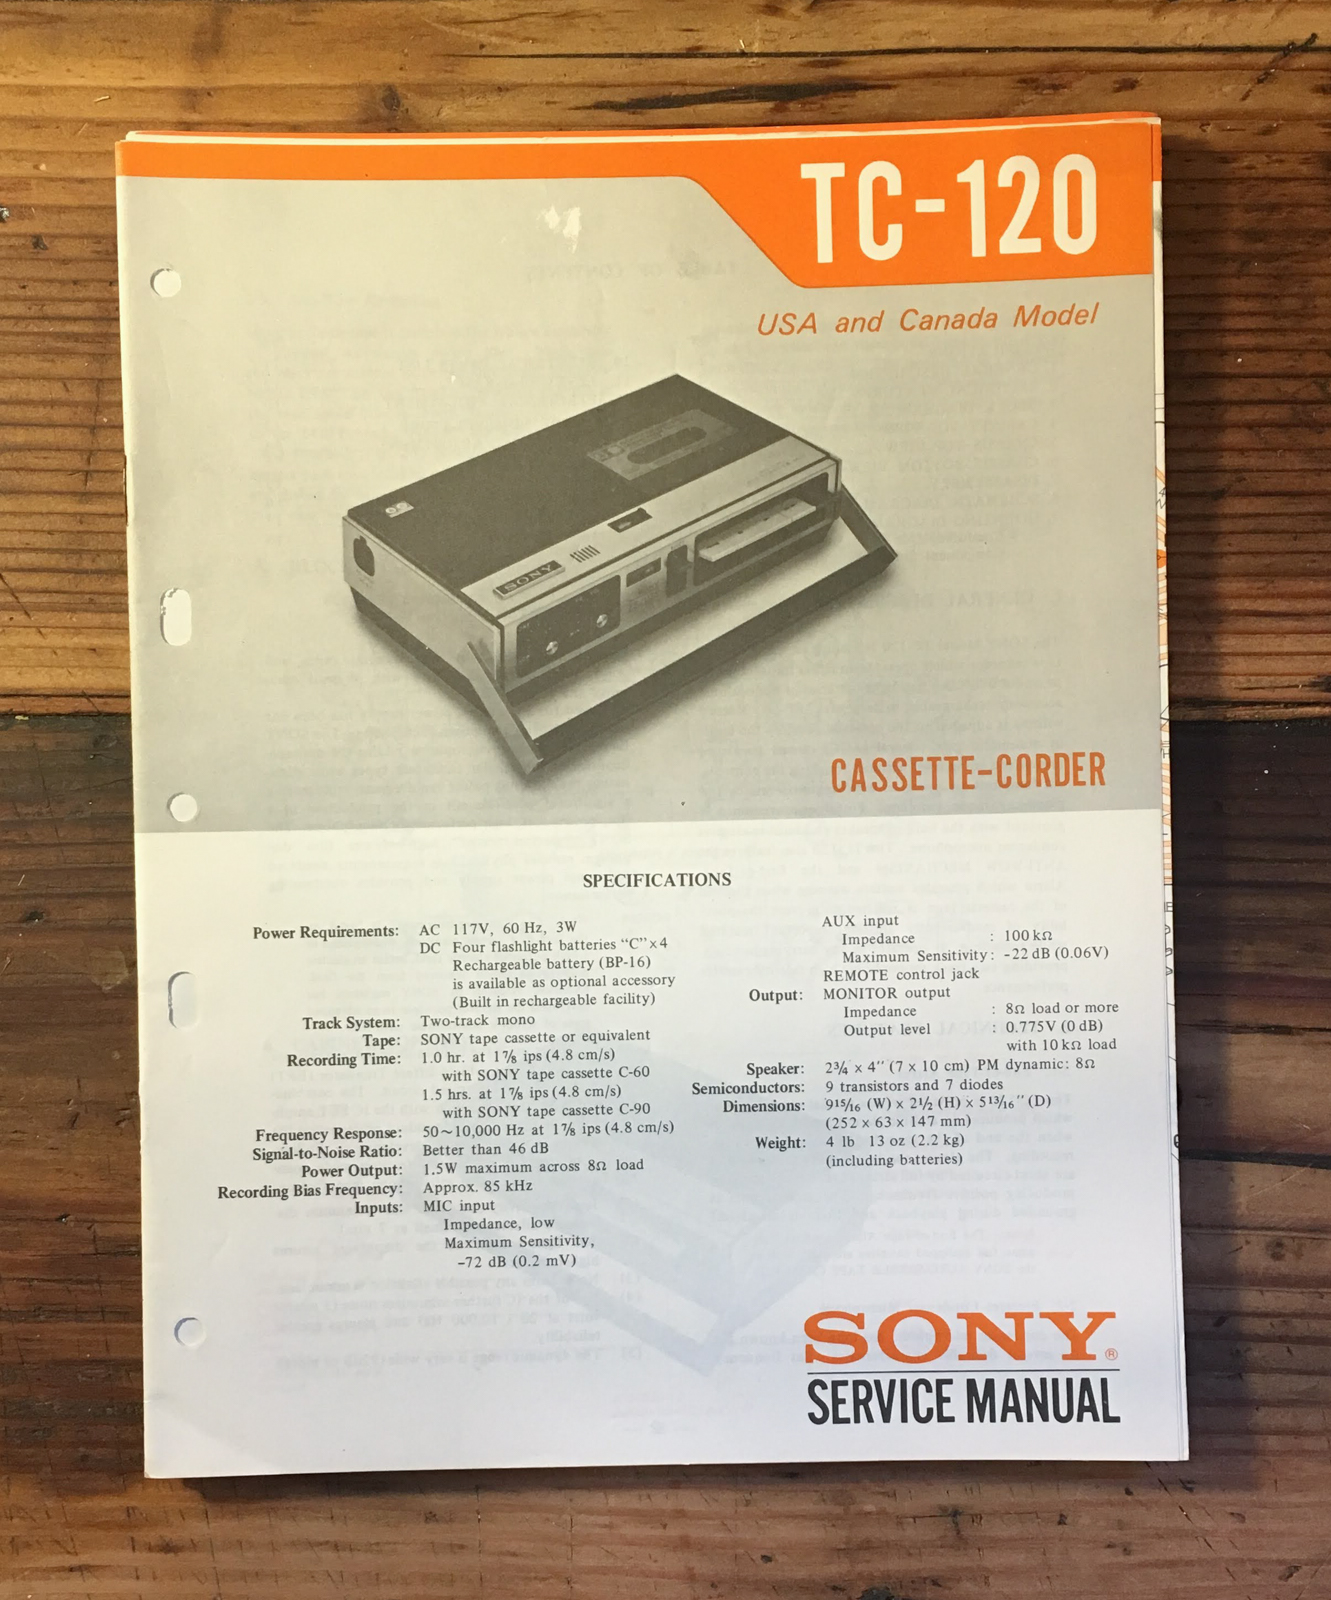 TC-120
USA and Canada Model
SONY
CASSETTE-CORDER
SPECIFICATIONS
Power Requirements: AC 117V, 60 Hz, 3W
DC Four flashlight batteries "C"×4
Rechargeable battery (BP-16)
is available as optional accessory
(Built in rechargeable facility)
Track System: Two-track mono
Tape: SONY tape cassette or equivalent
Recording Time: 1.0 hr. at 1⅞ ips (4.8 cm/s)
with SONY tape cassette C-60
1.5 hrs. at 1⅞ ips (4.8 cm/s)
with SONY tape cassette C-90
Frequency Response: 50~10,000 Hz at 1⅞ ips (4.8 cm/s)
Signal-to-Noise Ratio: Better than 46 dB
Power Output: 1.5W maximum across 8Ω load
Recording Bias Frequency: Approx. 85 kHz
Inputs: MIC input
Impedance, low
Maximum Sensitivity,
-72 dB (0.2 mV)
AUX input
Impedance : 100 kΩ
Maximum Sensitivity : -22 dB (0.06V)
REMOTE control jack
Output: MONITOR output
Impedance : 8Ω load or more
Output level : 0.775V (0 dB)
with 10 kΩ load
Speaker: 2¾ × 4" (7 × 10 cm) PM dynamic: 8Ω
Semiconductors: 9 transistors and 7 diodes
Dimensions: 9 15/16 (W) × 2½ (H) × 5 13/16" (D)
(252 × 63 × 147 mm)
Weight: 4 lb 13 oz (2.2 kg)
(including batteries)
SONY®
SERVICE MANUAL